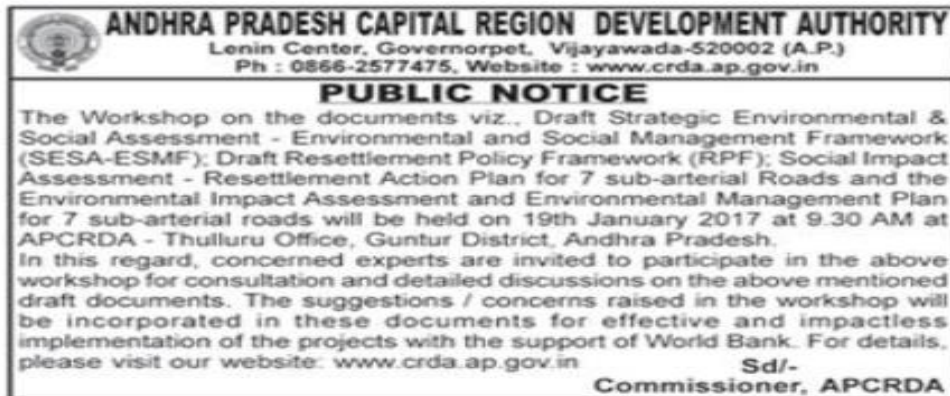 ANDHRA PRADESH CAPITAL REGION DEVELOPMENT AUTHORITY
Lenin Center, Governorpet, Vijayawada-520002 (A.P.)
Ph : 0866-2577475, Website : www.crda.ap.gov.in
PUBLIC NOTICE
The Workshop on the documents viz., Draft Strategic Environmental &
Social Assessment - Environmental and Social Management Framework
(SESA-ESMF); Draft Resettlement Policy Framework (RPF); Social Impact
Assessment - Resettlement Action Plan for 7 sub-arterial Roads and the
Environmental Impact Assessment and Environmental Management Plan
for 7 sub-arterial roads will be held on 19th January 2017 at 9.30 AM at
APCRDA - Thulluru Office, Guntur District, Andhra Pradesh.
In this regard, concerned experts are invited to participate in the above
workshop for consultation and detailed discussions on the above mentioned
draft documents. The suggestions / concerns raised in the workshop will
be incorporated in these documents for effective and impactless
implementation of the projects with the support of World Bank. For details,
please visit our website: www.crda.ap.gov.in
Sd/-
Commissioner, APCRDA